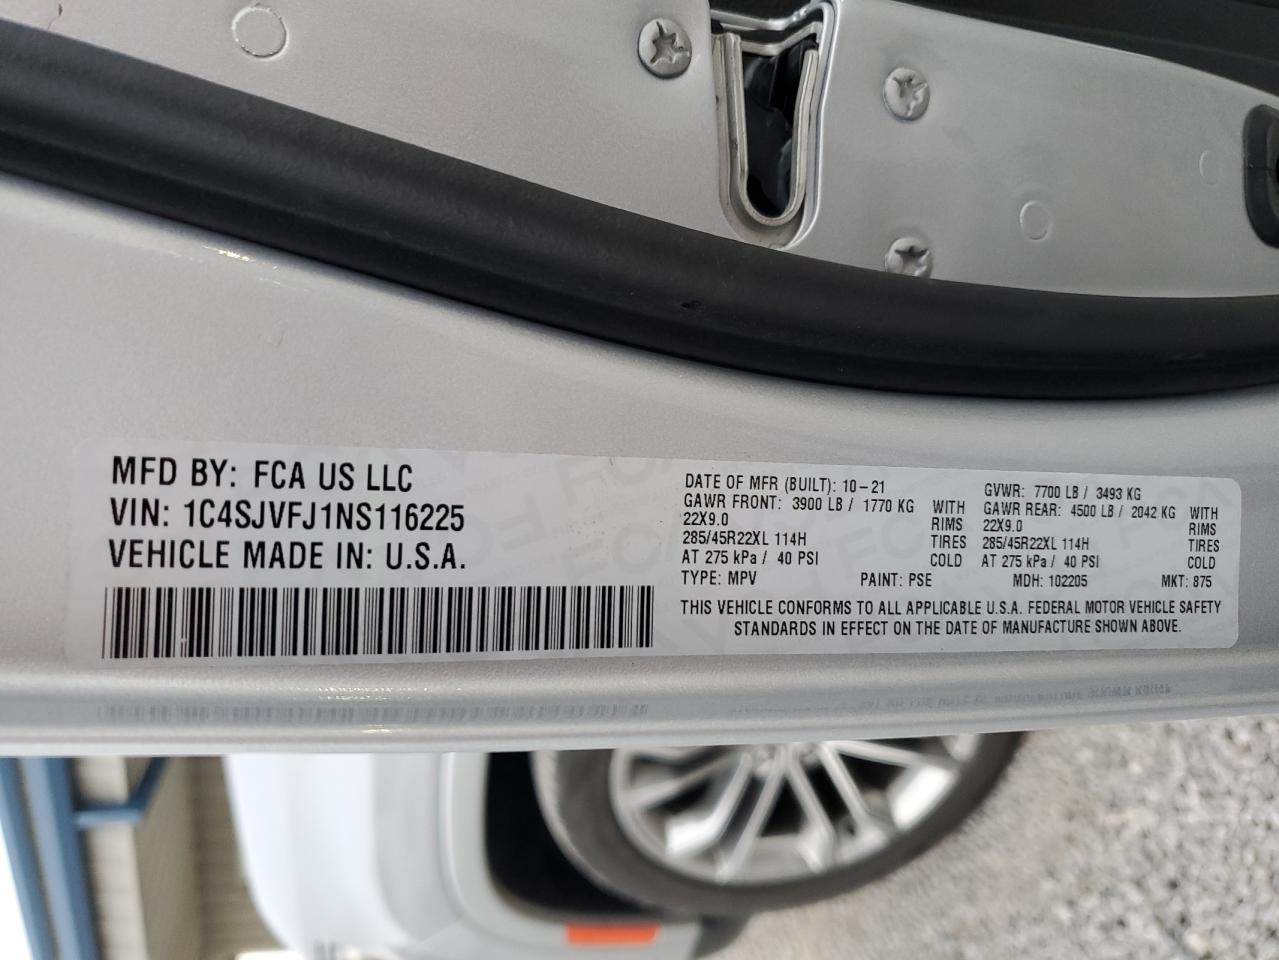 MFD BY: FCA US LLC
VIN: 1C4SJVFJ1NS116225
VEHICLE MADE IN: U.S.A.
DATE OF MFR (BUILT): 10-21 GVWR: 7700 LB / 3493 KG
GAWR FRONT: 3900 LB / 1770 KG WITH GAWR REAR: 4500 LB / 2042 KG WITH
22X9.0 RIMS 22X9.0 RIMS
285/45R22XL 114H TIRES 285/45R22XL 114H TIRES
AT 275 kPa / 40 PSI COLD AT 275 kPa / 40 PSI COLD
TYPE: MPV PAINT: PSE MDH: 102205 MKT: 875
THIS VEHICLE CONFORMS TO ALL APPLICABLE U.S.A. FEDERAL MOTOR VEHICLE SAFETY
STANDARDS IN EFFECT ON THE DATE OF MANUFACTURE SHOWN ABOVE.